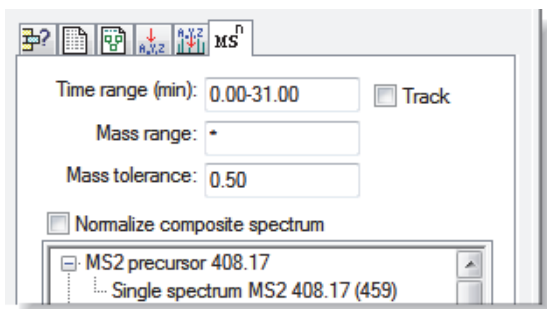 ? A,Y,Z A,Y,Z MSn
Time range (min): 0.00-31.00 Track
Mass range: *
Mass tolerance: 0.50
Normalize composite spectrum
MS2 precursor 408.17
Single spectrum MS2 408.17 (459)